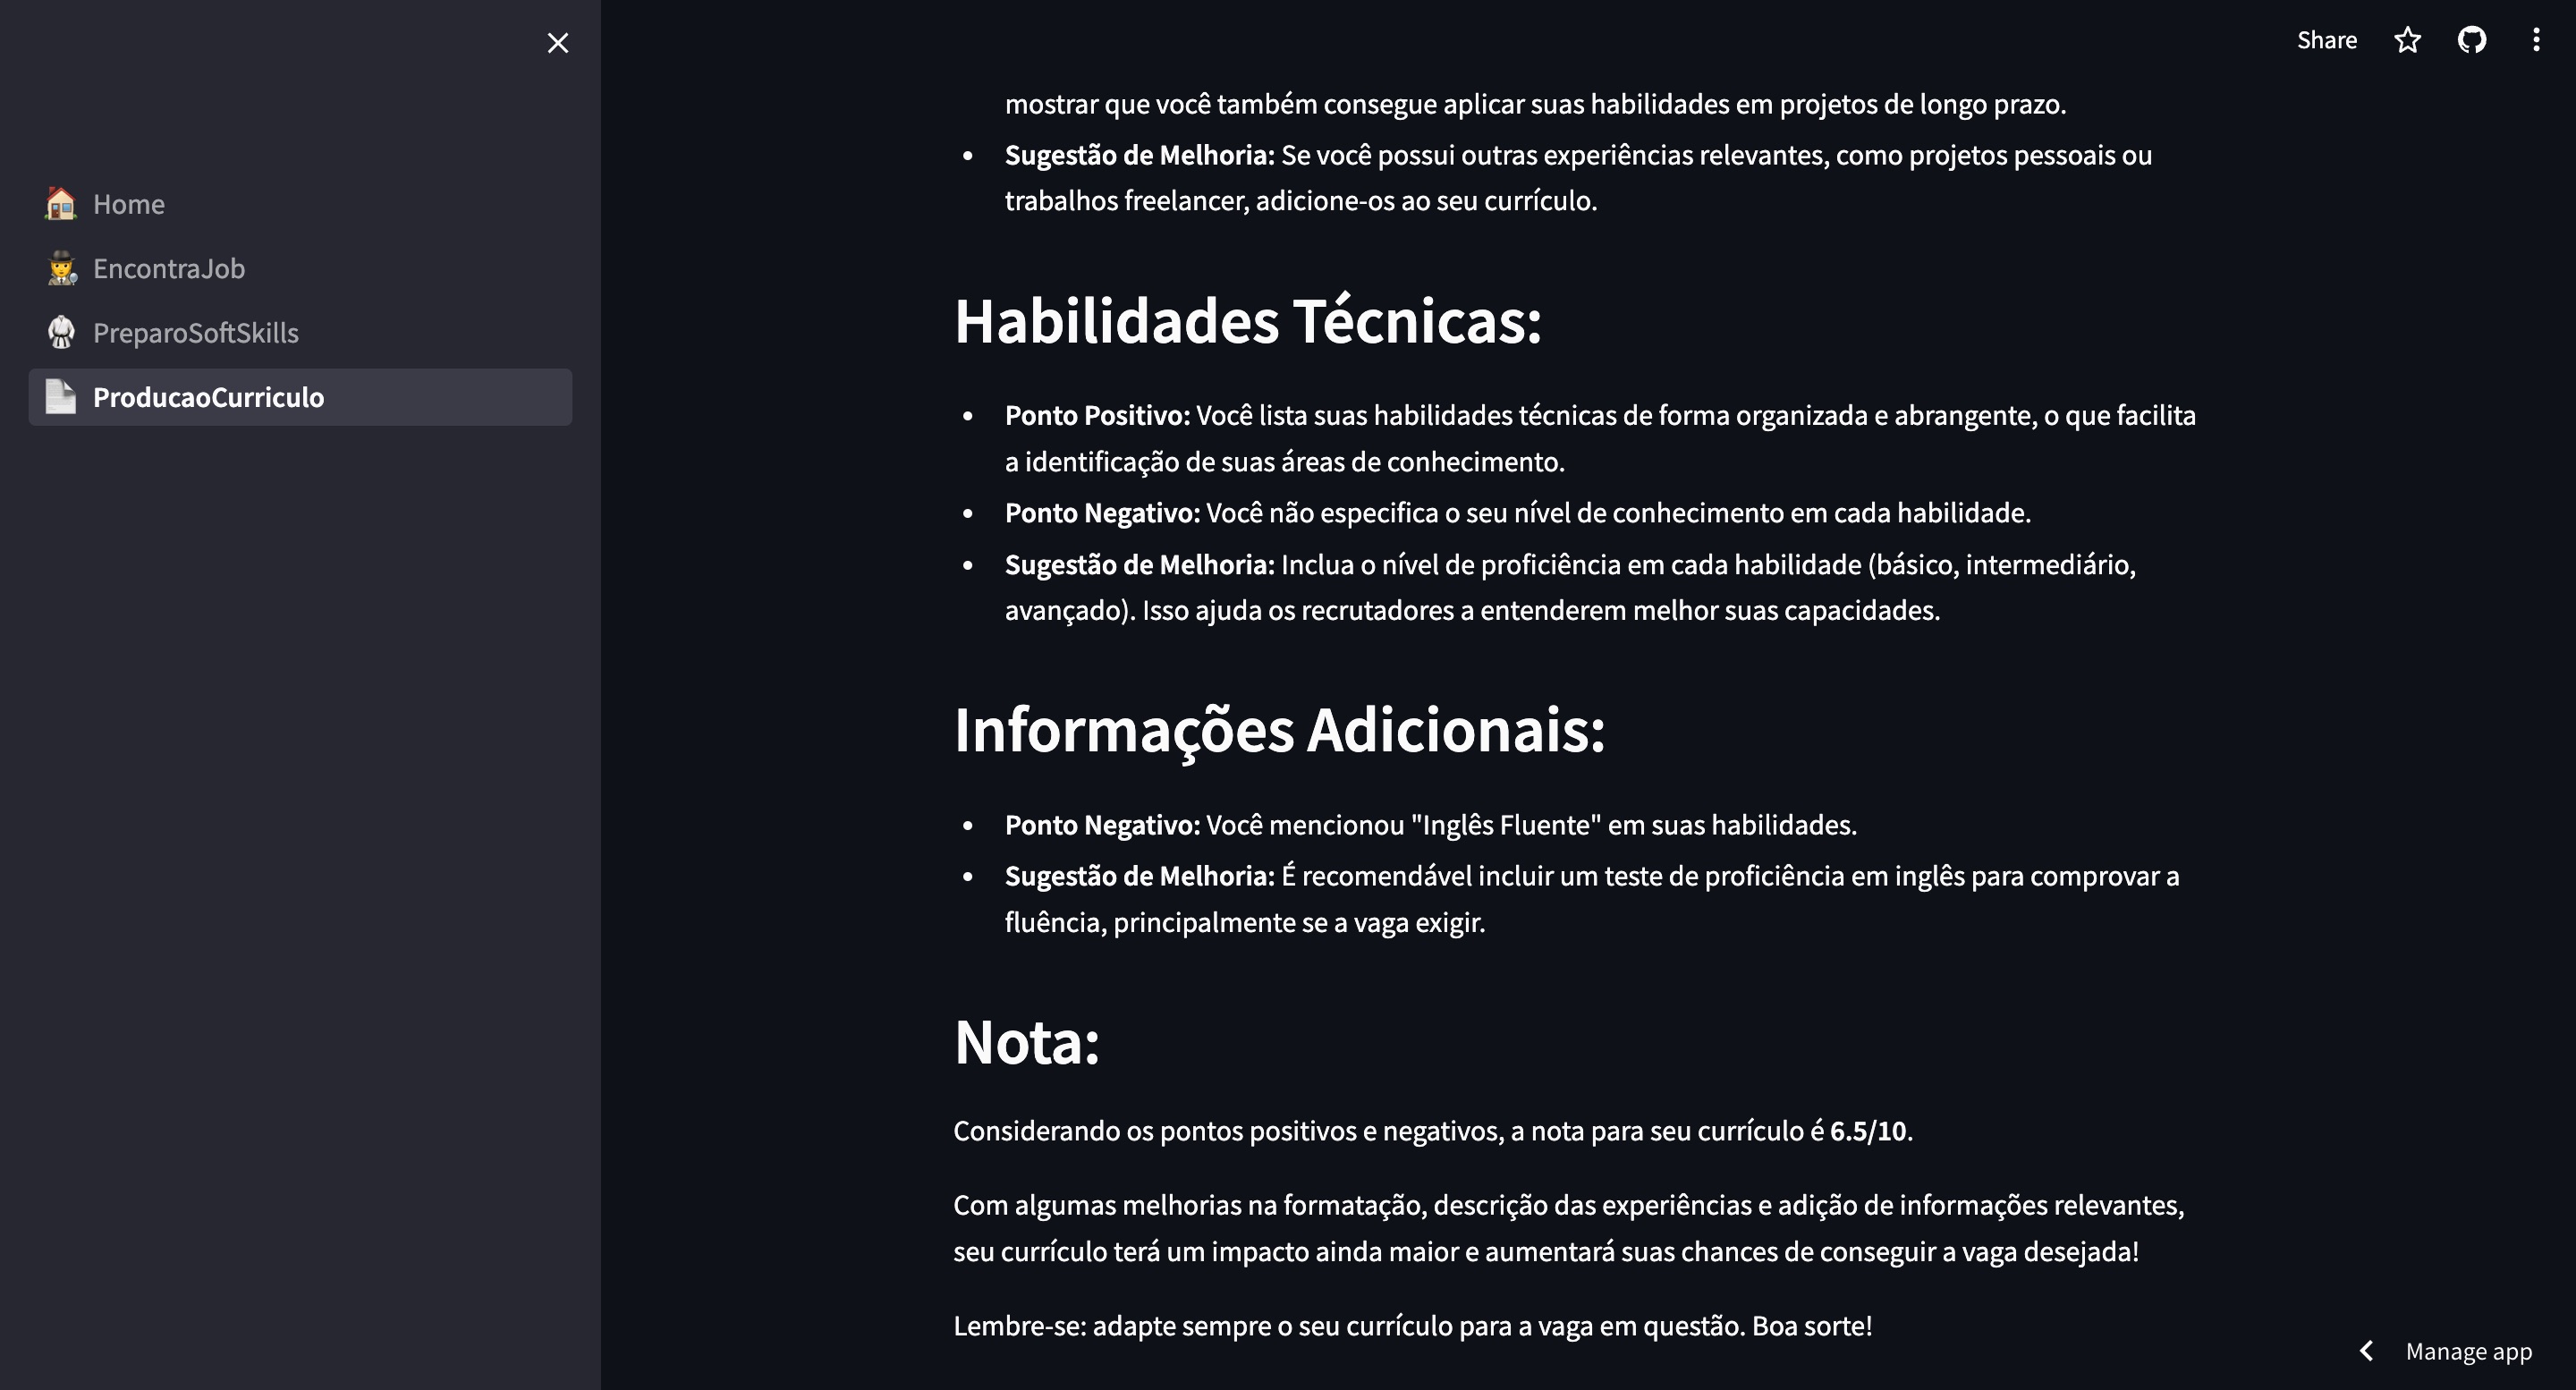 Share
Home
EncontraJob
PreparoSoftSkills
ProducaoCurriculo
mostrar que você também consegue aplicar suas habilidades em projetos de longo prazo.
Sugestão de Melhoria: Se você possui outras experiências relevantes, como projetos pessoais ou
trabalhos freelancer, adicione-os ao seu currículo.
Habilidades Técnicas:
Ponto Positivo: Você lista suas habilidades técnicas de forma organizada e abrangente, o que facilita
a identificação de suas áreas de conhecimento.
Ponto Negativo: Você não especifica o seu nível de conhecimento em cada habilidade.
Sugestão de Melhoria: Inclua o nível de proficiência em cada habilidade (básico, intermediário,
avançado). Isso ajuda os recrutadores a entenderem melhor suas capacidades.
Informações Adicionais:
Ponto Negativo: Você mencionou "Inglês Fluente" em suas habilidades.
Sugestão de Melhoria: É recomendável incluir um teste de proficiência em inglês para comprovar a
fluência, principalmente se a vaga exigir.
Nota:
Considerando os pontos positivos e negativos, a nota para seu currículo é 6.5/10.
Com algumas melhorias na formatação, descrição das experiências e adição de informações relevantes,
seu currículo terá um impacto ainda maior e aumentará suas chances de conseguir a vaga desejada!
Lembre-se: adapte sempre o seu currículo para a vaga em questão. Boa sorte!
Manage app